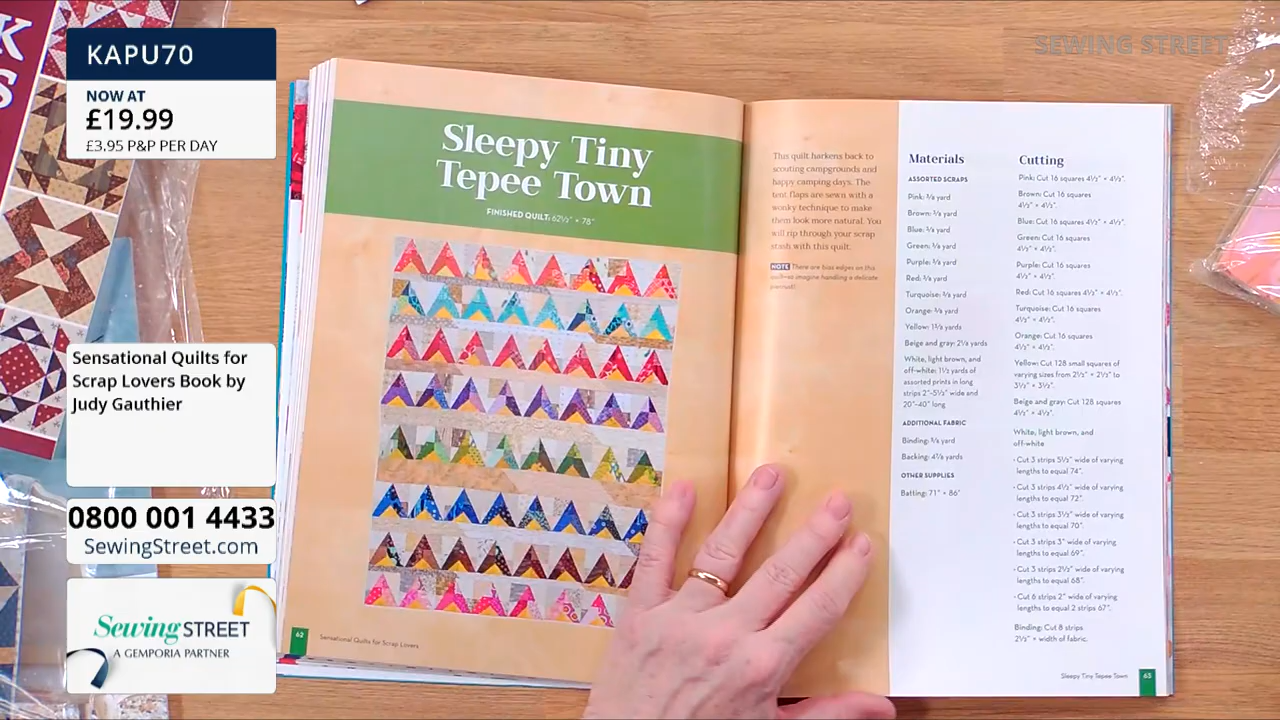 K
S
KAPU70
NOW AT
£19.99
£3.95 P&P PER DAY
Sensational Quilts for
Scrap Lovers Book by
Judy Gauthier
0800 001 4433
SewingStreet.com
Sewing STREET
A GEMPORIA PARTNER
SEWING STREET
Sleepy Tiny
Tepee Town
FINISHED QUILT: 62½" × 78"
62
Sensational Quilts for Scrap Lovers
This quilt harkens back to
scouting campgrounds and
happy camping days. The
tent flaps are sewn with a
wonky technique to make
them look more natural. You
will rip through your scrap
stash with this quilt.
NOTE There are bias edges on this
quilt—so imagine handling a delicate
Materials
ASSORTED SCRAPS
Pink: ⅜ yard
Brown: ⅜ yard
Blue: ⅜ yard
Green: ⅜ yard
Purple: ⅜ yard
Red: ⅜ yard
Turquoise: ⅜ yard
Orange: ⅜ yard
Yellow: yards
Beige and gray: yards
White, light brown, and
off-white: 1½ yards of
assorted prints in long
strips 2"–5½" wide and
20"–40" long
ADDITIONAL FABRIC
Binding: yard
Backing: yards
OTHER SUPPLIES
Batting: 71" × 86"
Cutting
Pink: Cut 16 squares 4½" × 4½".
Brown: Cut 16 squares
4½" × 4½".
Blue: Cut 16 squares 4½" × 4½".
Green: Cut 16 squares
4½" × 4½".
Purple: Cut 16 squares
4½" × 4½".
Red: Cut 16 squares 4½" × 4½".
Turquoise: Cut 16 squares
4½" × 4½".
Orange: Cut 16 squares
4½" × 4½".
Yellow: Cut 128 small squares of
varying sizes from 2½" × 2½" to
3½" × 3½".
Beige and gray: Cut 128 squares
4½" × 4½".
White, light brown, and
off-white
• Cut 3 strips 5½" wide of varying
lengths to equal 74".
• Cut 3 strips 4½" wide of varying
lengths to equal 72".
• Cut 3 strips 3½" wide of varying
lengths to equal 70".
• Cut 3 strips 3" wide of varying
lengths to equal 69".
• Cut 3 strips 2½" wide of varying
lengths to equal 68".
• Cut 6 strips 2" wide of varying
lengths to equal 2 strips 67".
Binding: Cut 8 strips
2½" × width of fabric.
Sleepy Tiny Tepee Town
63